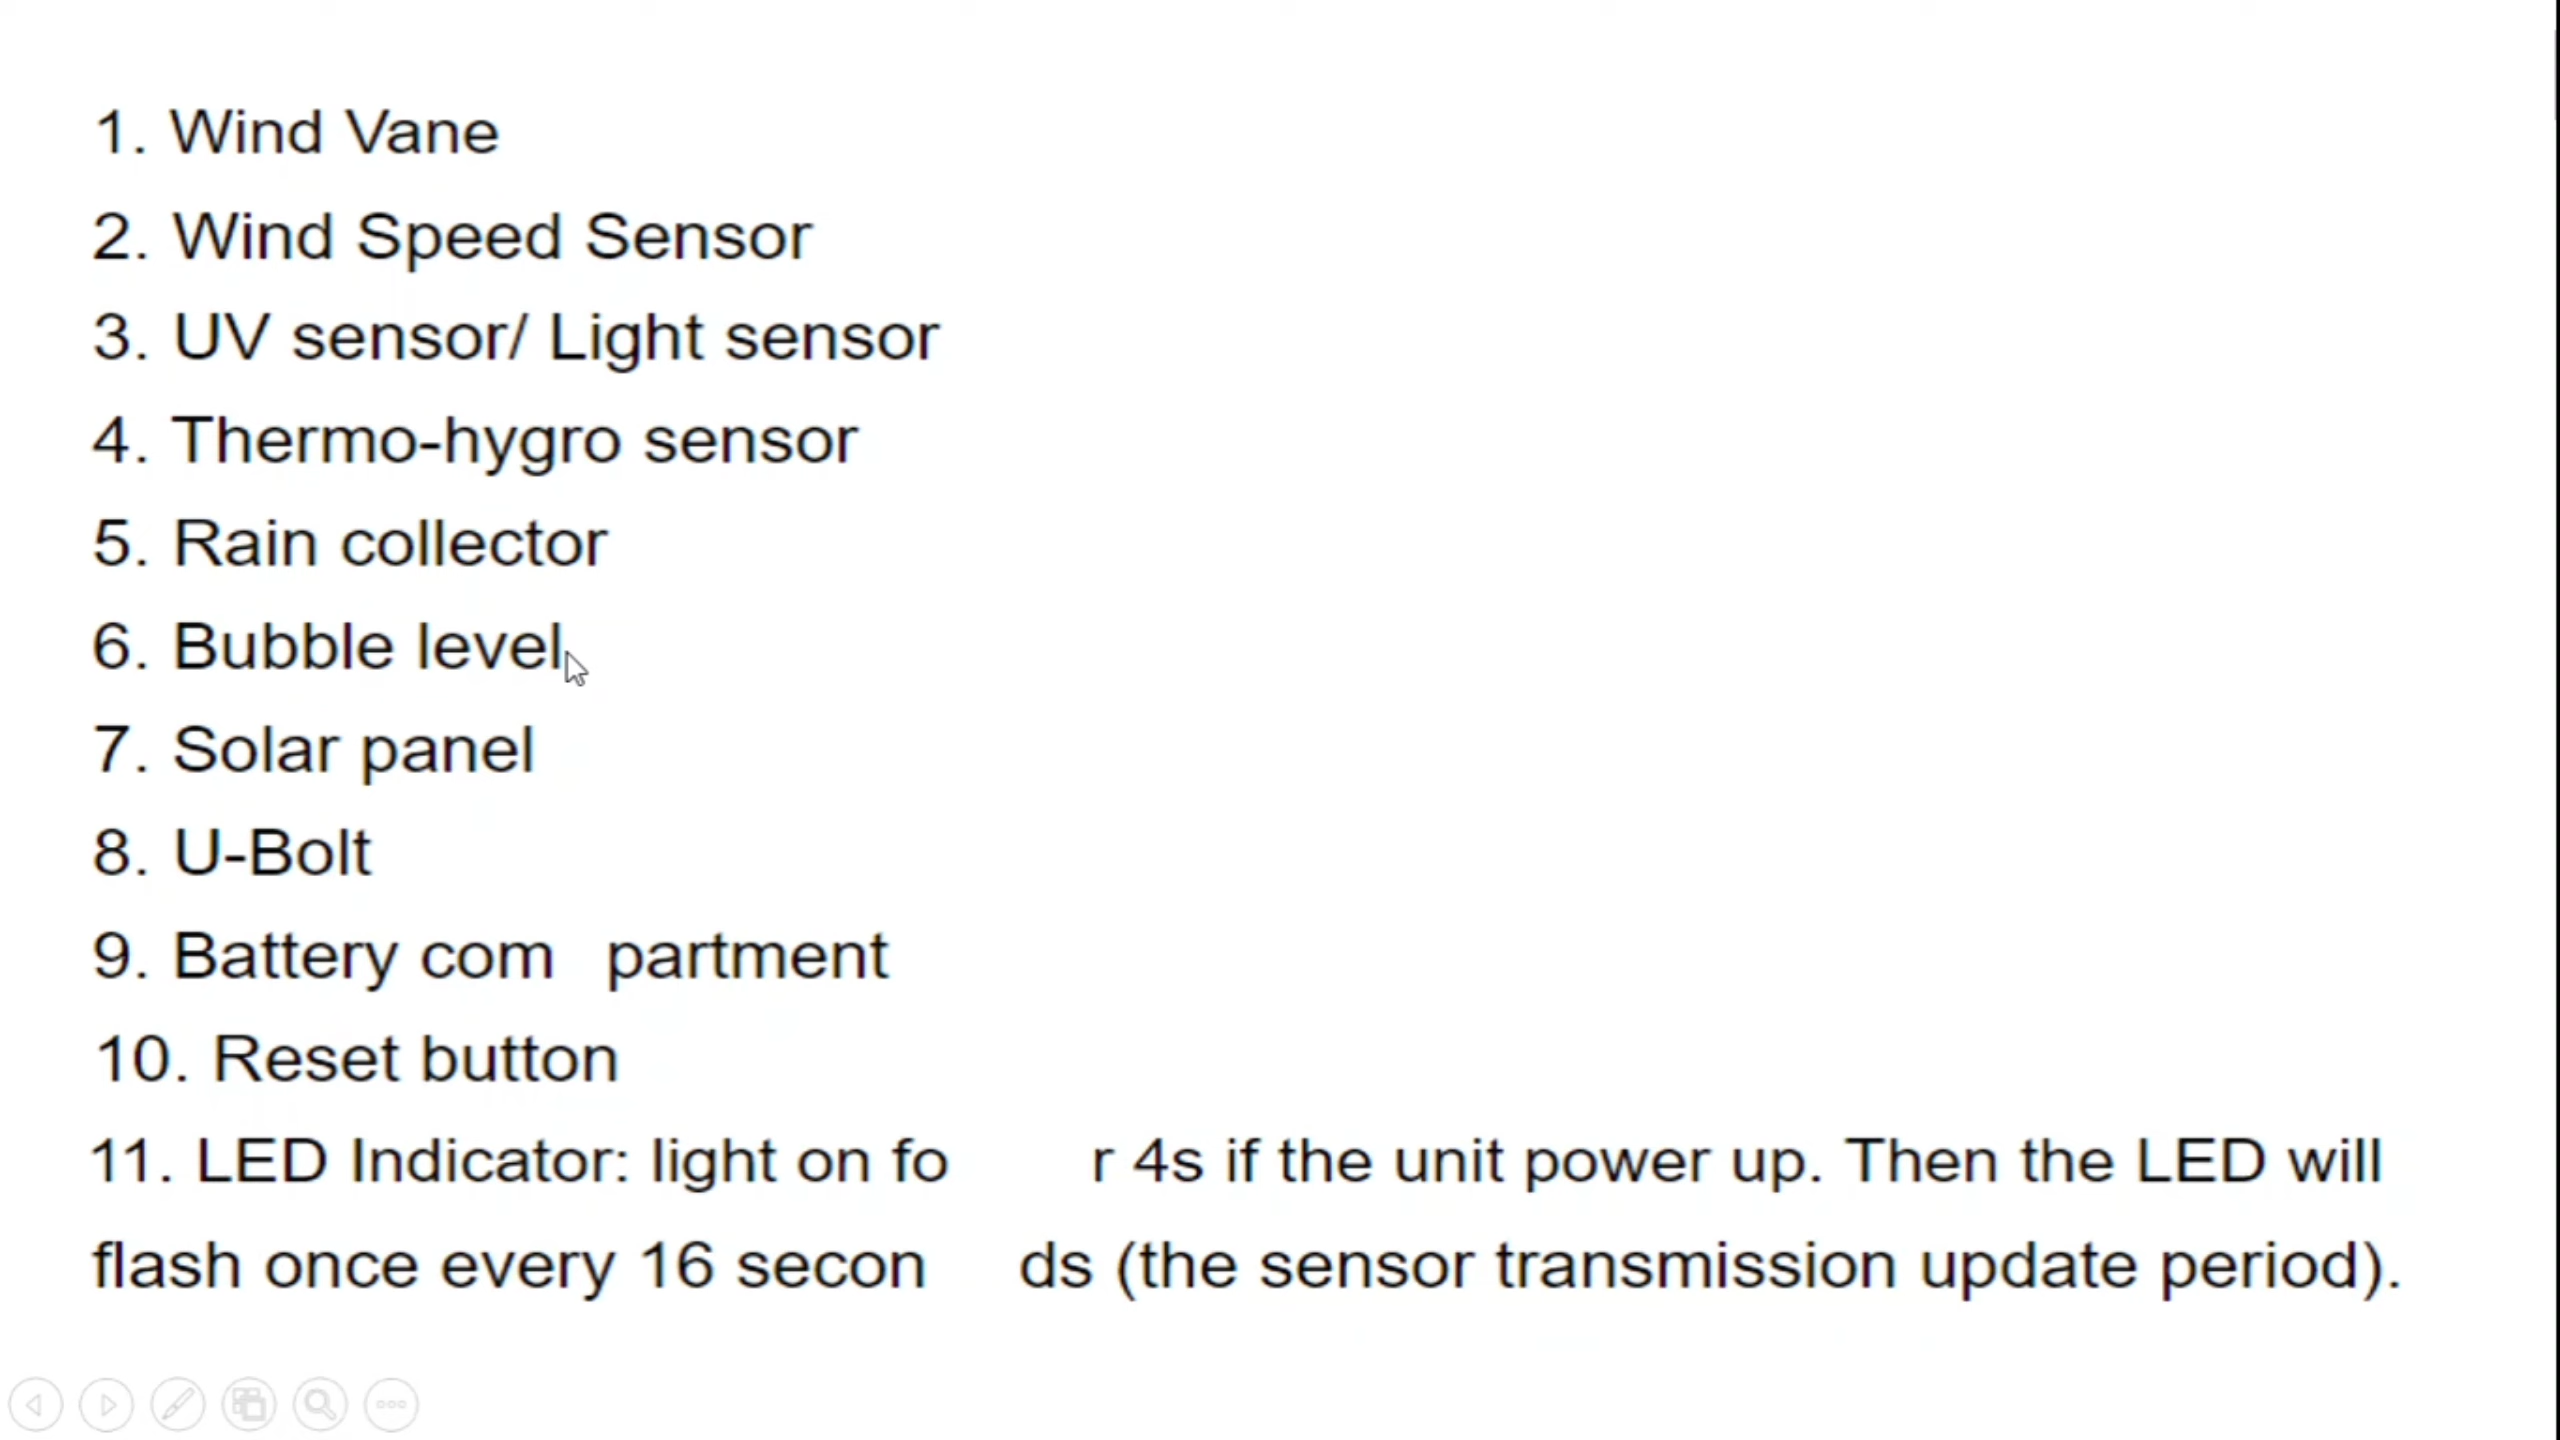 1. Wind Vane
2. Wind Speed Sensor
3. UV sensor/ Light sensor
4. Thermo-hygro sensor
5. Rain collector
6. Bubble level
7. Solar panel
8. U-Bolt
9. Battery com partment
10. Reset button
11. LED Indicator: light on fo r 4s if the unit power up. Then the LED will
flash once every 16 secon ds (the sensor transmission update period).